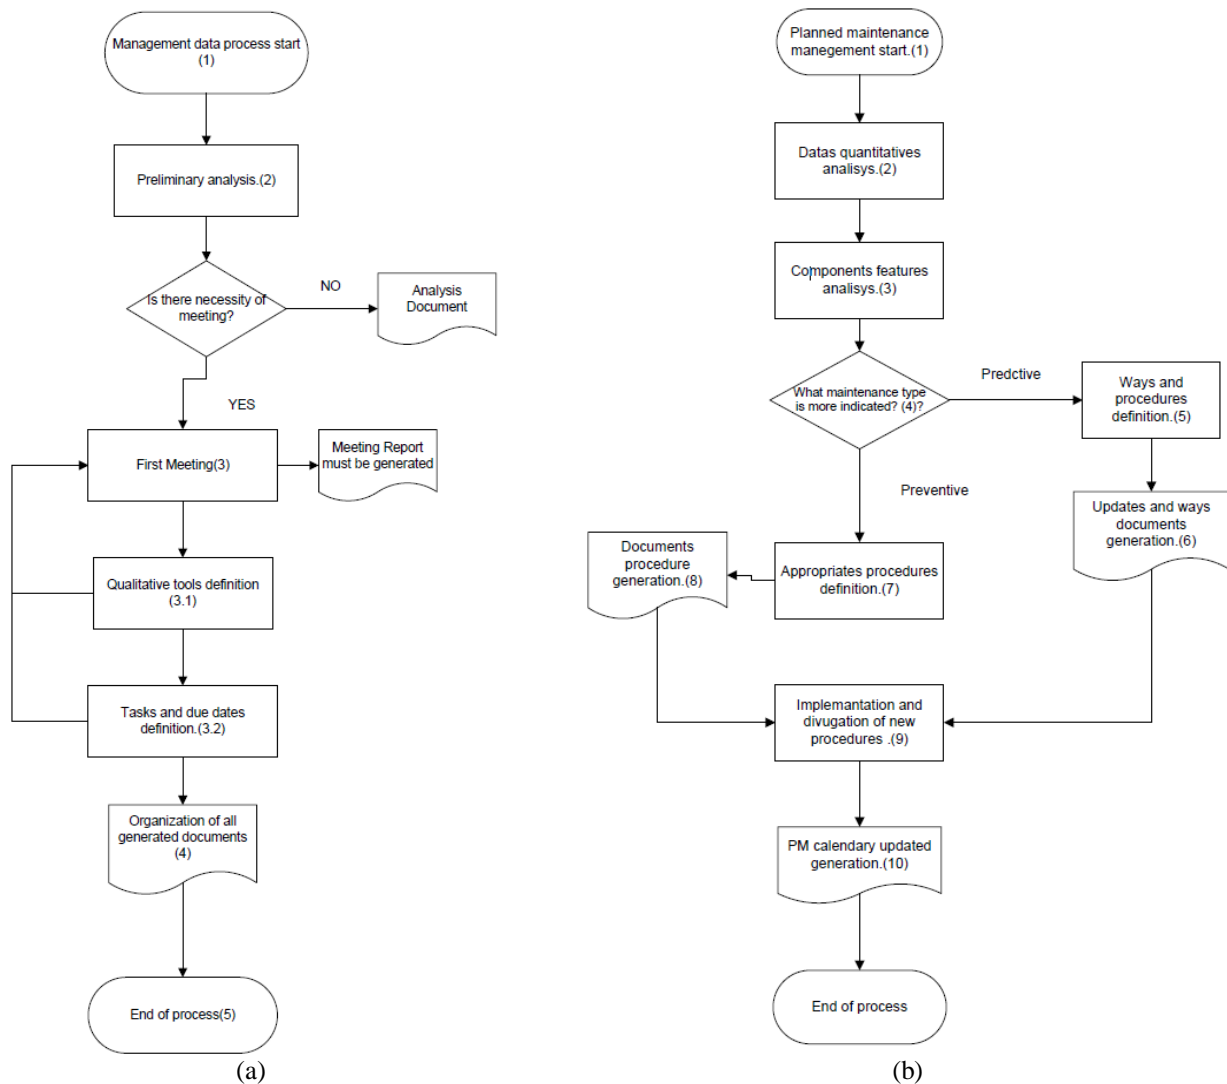 Management data process start
(1)
Preliminary analysis.(2)
Is there necessity of
meeting?
NO
Analysis
Document
YES
First Meeting(3)
Meeting Report
must be generated
Qualitative tools definition
(3.1)
Tasks and due dates
definition.(3.2)
Organization of all
generated documents
(4)
End of process(5)
(a)
Planned maintenance
manegement start.(1)
Datas quantitatives
analisys.(2)
Components features
analisys.(3)
What maintenance type
is more indicated? (4)?
Predctive
Ways and
procedures
definition.(5)
Preventive
Updates and ways
documents
generation.(6)
Documents
procedure
generation.(8)
Appropriates procedures
definition.(7)
Implemantation and
divugation of new
procedures .(9)
PM calendary updated
generation.(10)
End of process
(b)